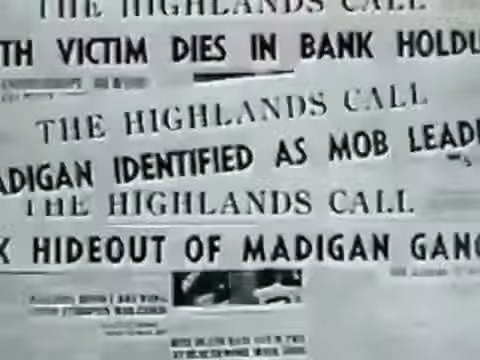 THE HIGHLANDS CALL
TH VICTIM DIES IN BANK HOLDU
THE HIGHLANDS CALL
ADIGAN IDENTIFIED AS MOB LEADE
THE HIGHLANDS CALL
K HIDEOUT OF MADIGAN GANG